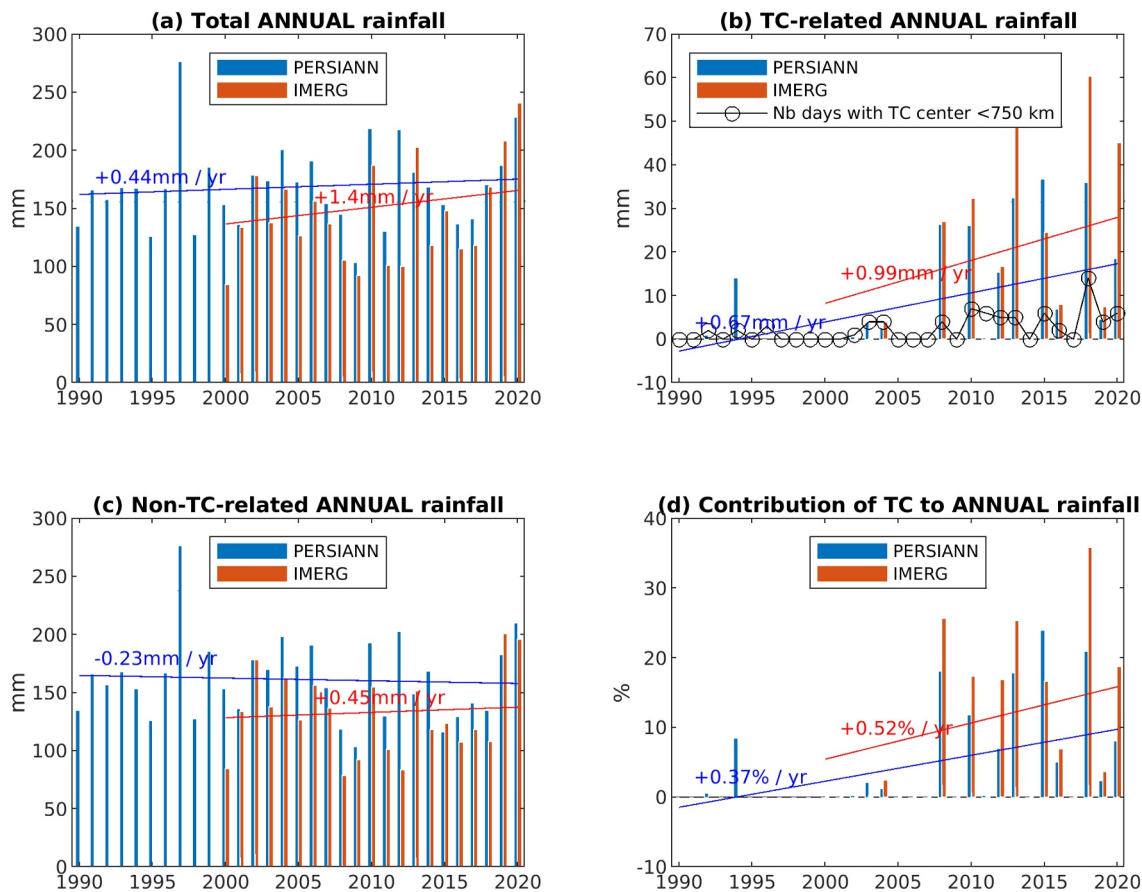 (a) Total ANNUAL rainfall
300
250
200
150
100
50
0
mm
PERSIANN
IMERG
+0.44mm / yr
+1.4mm / yr
1990 1995 2000 2005 2010 2015 2020
(b) TC-related ANNUAL rainfall
70
60
50
40
30
20
10
0
-10
mm
PERSIANN
IMERG
Nb days with TC center <750 km
+0.99mm / yr
+0.67mm / yr
1990 1995 2000 2005 2010 2015 2020
(c) Non-TC-related ANNUAL rainfall
300
250
200
150
100
50
0
mm
PERSIANN
IMERG
-0.23mm / yr
+0.45mm / yr
1990 1995 2000 2005 2010 2015 2020
(d) Contribution of TC to ANNUAL rainfall
40
30
20
10
0
-10
%
PERSIANN
IMERG
+0.52% / yr
+0.37% / yr
1990 1995 2000 2005 2010 2015 2020